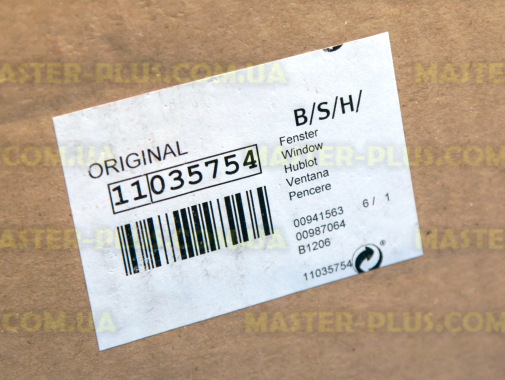 B/S/H/
ORIGINAL
11035754
Fenster
Window
Hublot
Ventana
Pencere
00941563 6 / 1
00987064
B1206
11035754 ®
MASTER-PLUS.COM.UA